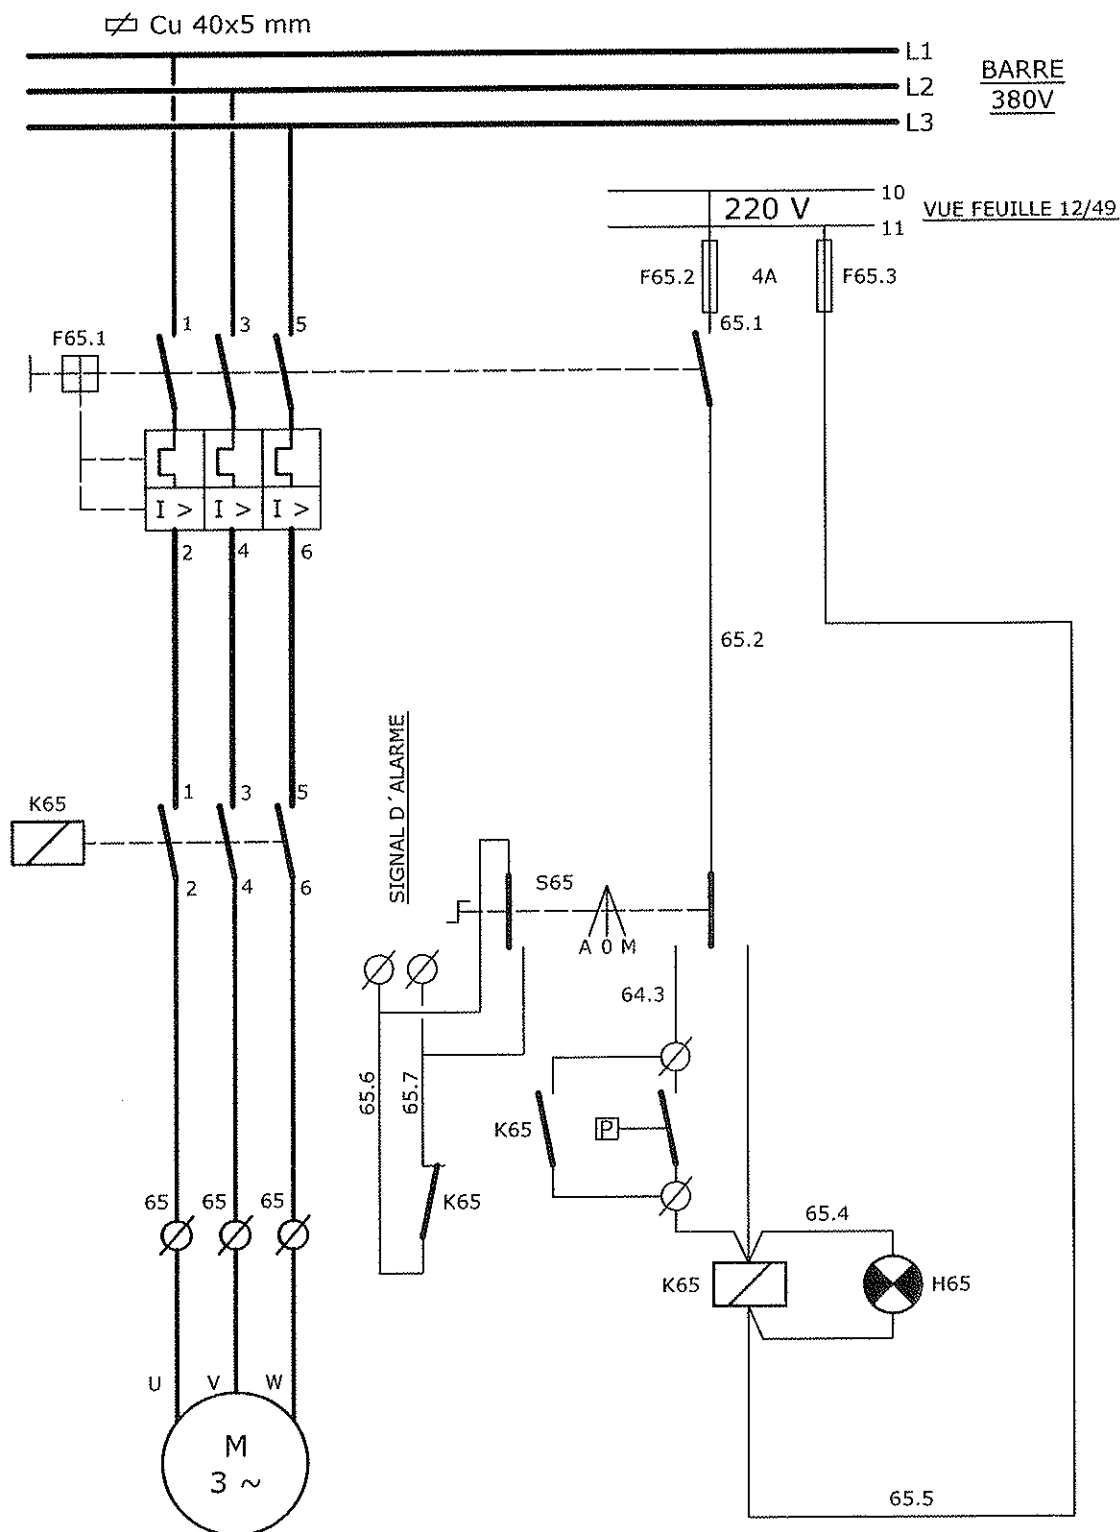 Cu 40x5 mm
L1
L2
L3
BARRE
380V
10
220 V
11
VUE FEUILLE 12/49
F65.2
4A
F65.3
F65.1
1
3
5
65.1
I >
I >
I >
2
4
6
65.2
SIGNAL D´ALARME
K65
1
3
5
2
4
6
S65
A 0 M
64.3
65.6
65.7
K65
P
K65
65
65
65
65.4
K65
H65
U
V
W
M
3 ~
65.5